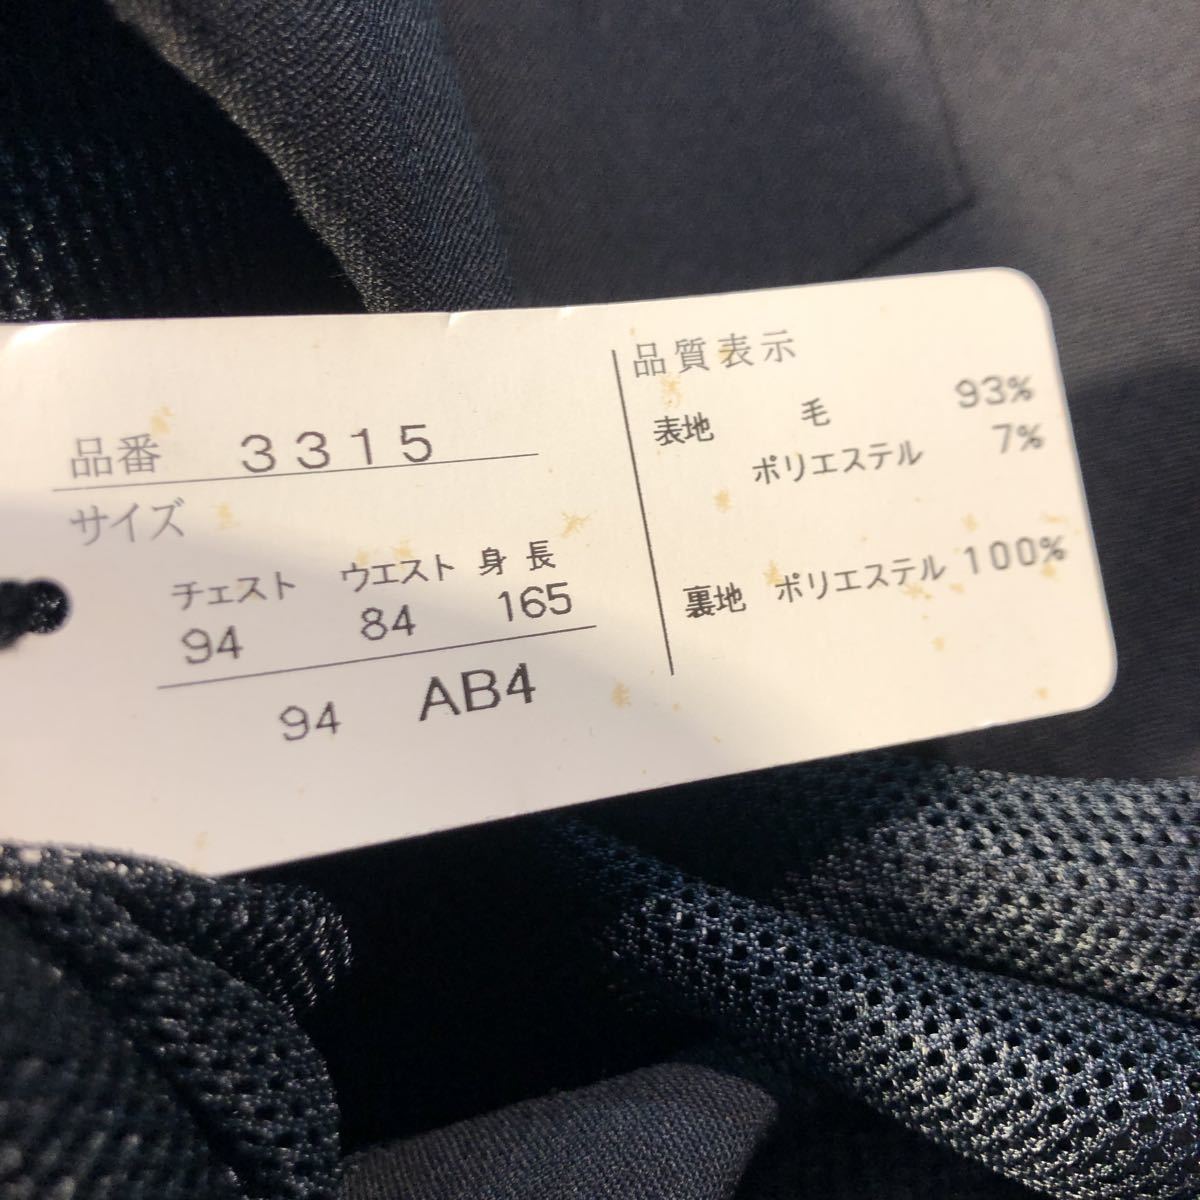 品番 3315
サイズ
チェスト ウエスト 身長
94 84 165
94 AB4
品質表示
表地 毛 93%
ポリエステル 7%
裏地 ポリエステル 100%